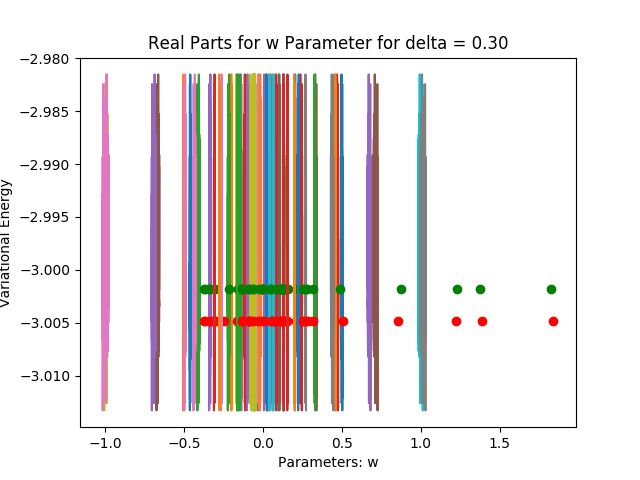 Real Parts for w Parameter for delta = 0.30
−2.980
−2.985
−2.990
−2.995
−3.000
−3.005
−3.010
Variational Energy
−1.0 −0.5 0.0 0.5 1.0 1.5
Parameters: w